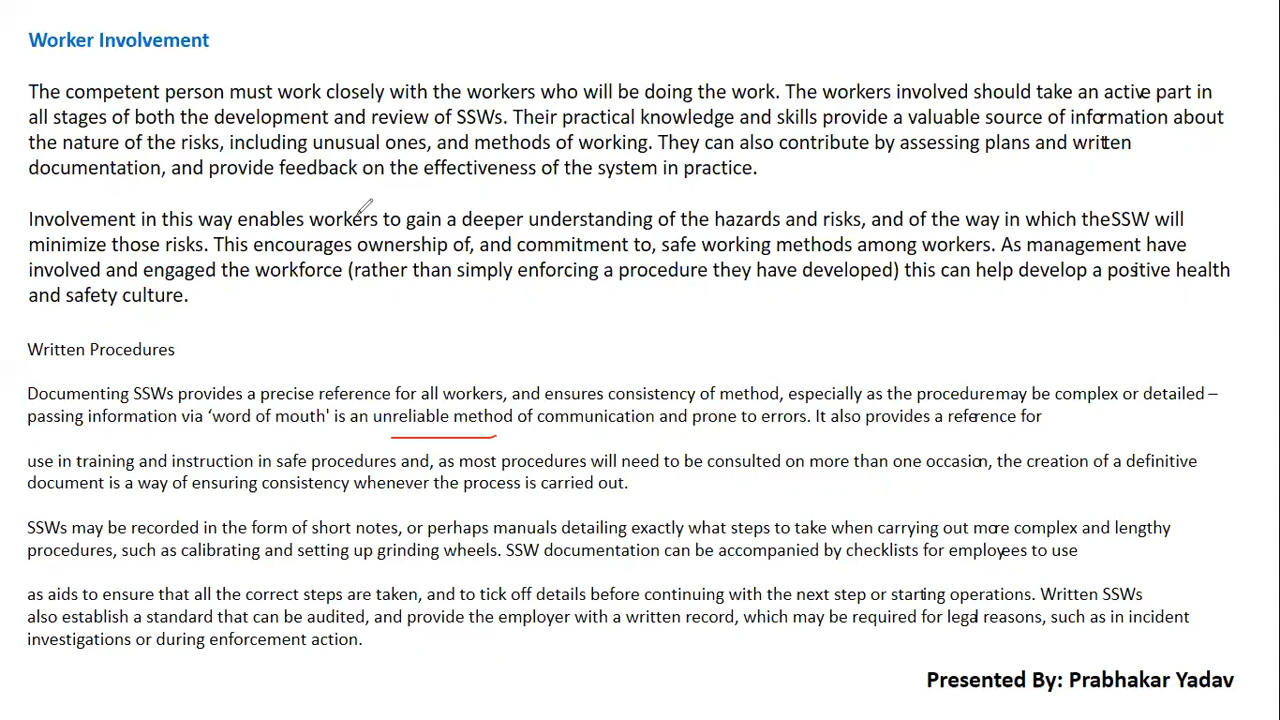 Worker Involvement
The competent person must work closely with the workers who will be doing the work. The workers involved should take an active part in
all stages of both the development and review of SSWs. Their practical knowledge and skills provide a valuable source of information about
the nature of the risks, including unusual ones, and methods of working. They can also contribute by assessing plans and written
documentation, and provide feedback on the effectiveness of the system in practice.
Involvement in this way enables workers to gain a deeper understanding of the hazards and risks, and of the way in which theSSW will
minimize those risks. This encourages ownership of, and commitment to, safe working methods among workers. As management have
involved and engaged the workforce (rather than simply enforcing a procedure they have developed) this can help develop a positive health
and safety culture.
Written Procedures
Documenting SSWs provides a precise reference for all workers, and ensures consistency of method, especially as the proceduremay be complex or detailed –
passing information via ‘word of mouth' is an unreliable method of communication and prone to errors. It also provides a reference for
use in training and instruction in safe procedures and, as most procedures will need to be consulted on more than one occasion, the creation of a definitive
document is a way of ensuring consistency whenever the process is carried out.
SSWs may be recorded in the form of short notes, or perhaps manuals detailing exactly what steps to take when carrying out more complex and lengthy
procedures, such as calibrating and setting up grinding wheels. SSW documentation can be accompanied by checklists for employees to use
as aids to ensure that all the correct steps are taken, and to tick off details before continuing with the next step or starting operations. Written SSWs
also establish a standard that can be audited, and provide the employer with a written record, which may be required for legal reasons, such as in incident
investigations or during enforcement action.
Presented By: Prabhakar Yadav